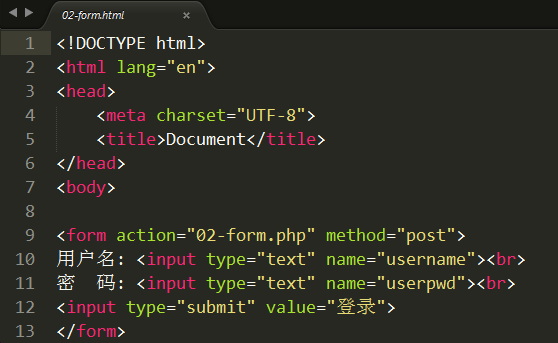 02-form.html ×
1 <!DOCTYPE html>
2 <html lang="en">
3 <head>
4     <meta charset="UTF-8">
5     <title>Document</title>
6 </head>
7 <body>
8
9 <form action="02-form.php" method="post">
10 用户名: <input type="text" name="username"><br>
11 密  码: <input type="text" name="userpwd"><br>
12 <input type="submit" value="登录">
13 </form>